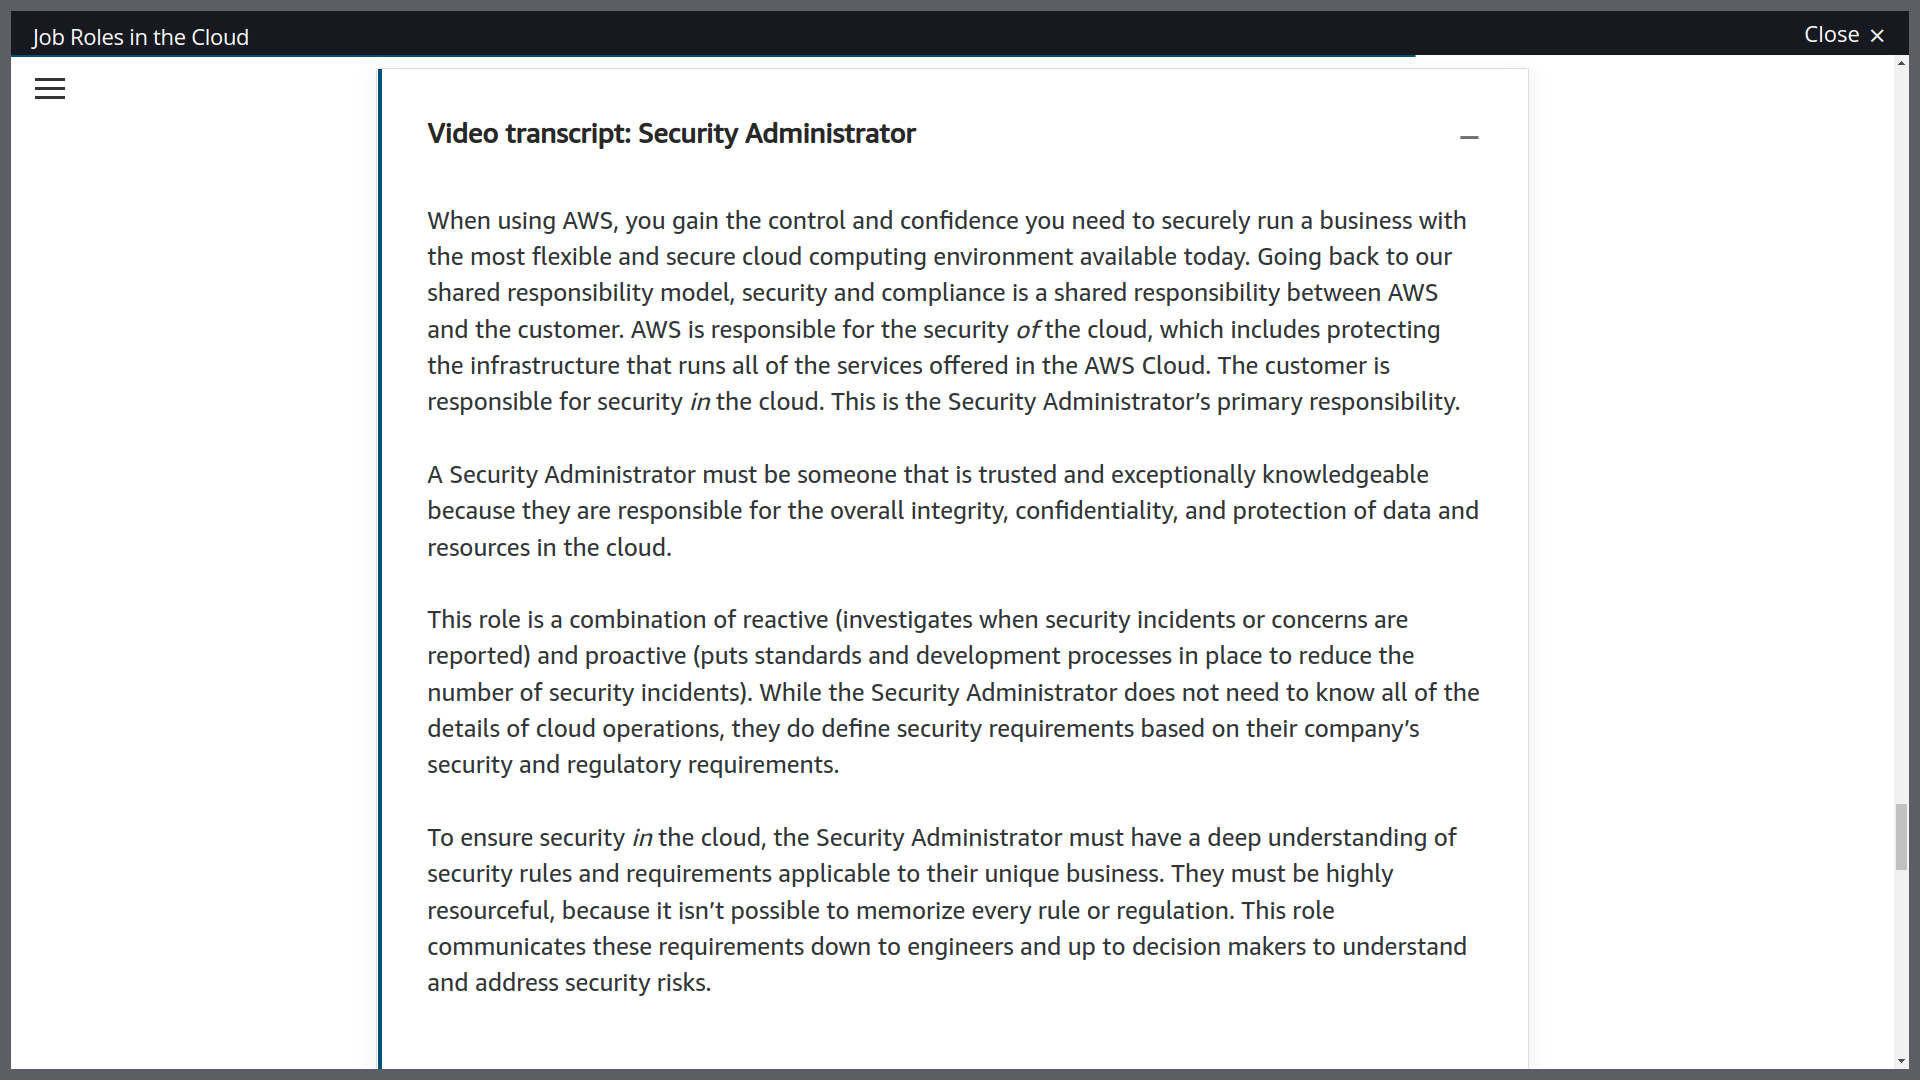 Job Roles in the Cloud
Close ×
Video transcript: Security Administrator
When using AWS, you gain the control and confidence you need to securely run a business with
the most flexible and secure cloud computing environment available today. Going back to our
shared responsibility model, security and compliance is a shared responsibility between AWS
and the customer. AWS is responsible for the security of the cloud, which includes protecting
the infrastructure that runs all of the services offered in the AWS Cloud. The customer is
responsible for security in the cloud. This is the Security Administrator’s primary responsibility.
A Security Administrator must be someone that is trusted and exceptionally knowledgeable
because they are responsible for the overall integrity, confidentiality, and protection of data and
resources in the cloud.
This role is a combination of reactive (investigates when security incidents or concerns are
reported) and proactive (puts standards and development processes in place to reduce the
number of security incidents). While the Security Administrator does not need to know all of the
details of cloud operations, they do define security requirements based on their company’s
security and regulatory requirements.
To ensure security in the cloud, the Security Administrator must have a deep understanding of
security rules and requirements applicable to their unique business. They must be highly
resourceful, because it isn’t possible to memorize every rule or regulation. This role
communicates these requirements down to engineers and up to decision makers to understand
and address security risks.